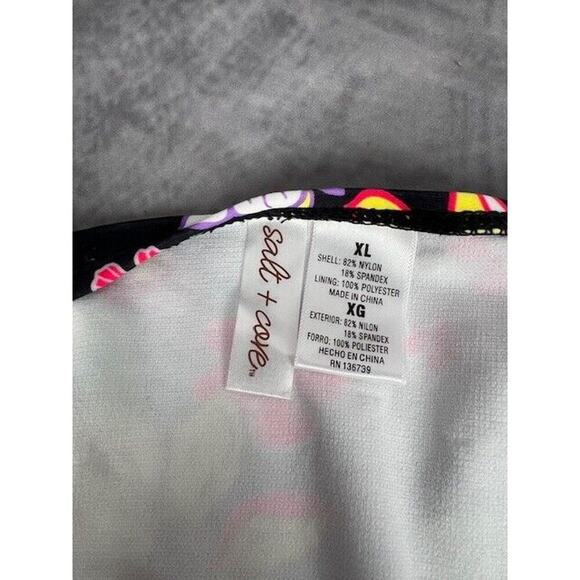 salt + cove™
XL
SHELL: 82% NYLON
18% SPANDEX
LINING: 100% POLYESTER
MADE IN CHINA
XG
EXTERIOR: 82% NILON
18% SPANDEX
FORRO: 100% POLIESTER
HECHO EN CHINA
RN 135739